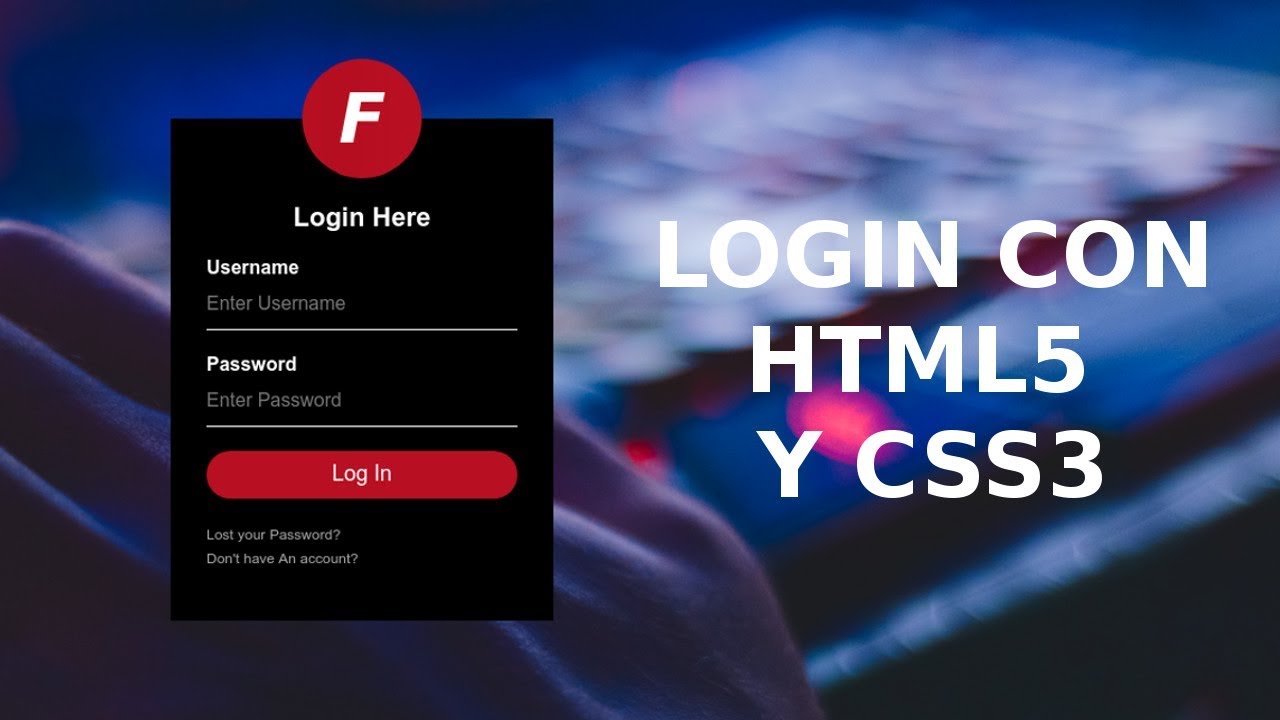 F
Login Here
Username
Enter Username
Password
Enter Password
Log In
Lost your Password?
Don't have An account?
LOGIN CON
HTML5
Y CSS3